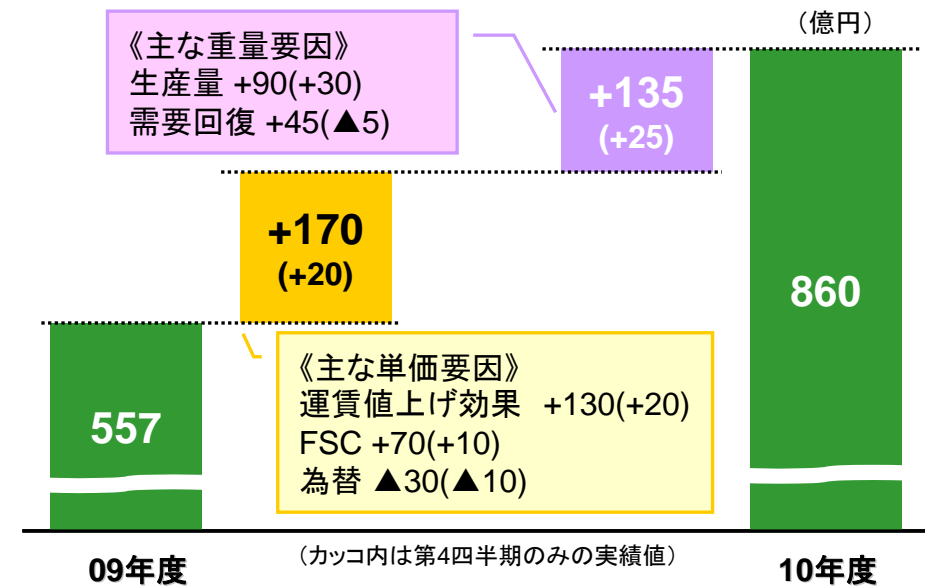 （億円）
《主な重量要因》
生産量 +90(+30)
需要回復 +45(▲5)
+135
(+25)
+170
(+20)
860
《主な単価要因》
運賃値上げ効果 +130(+20)
FSC +70(+10)
為替 ▲30(▲10)
557
09年度
（カッコ内は第4四半期のみの実績値）
10年度